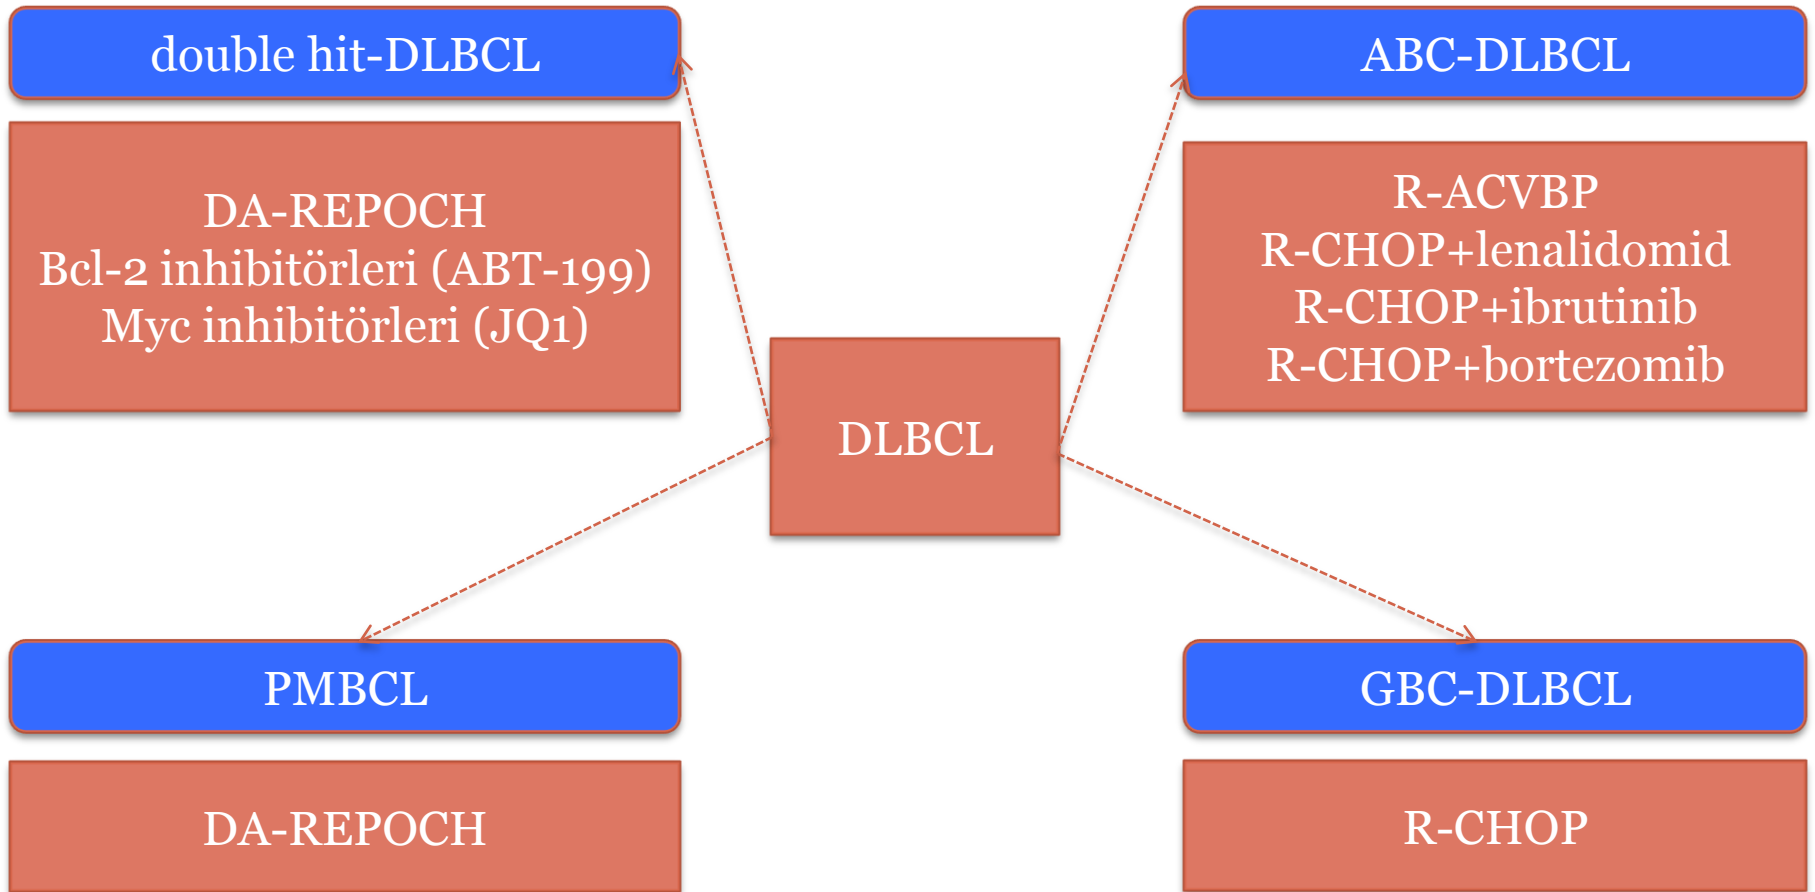 double hit-DLBCL
DA-REPOCH
Bcl-2 inhibitörleri (ABT-199)
Myc inhibitörleri (JQ1)
ABC-DLBCL
R-ACVBP
R-CHOP+lenalidomid
R-CHOP+ibrutinib
R-CHOP+bortezomib
DLBCL
PMBCL
DA-REPOCH
GBC-DLBCL
R-CHOP